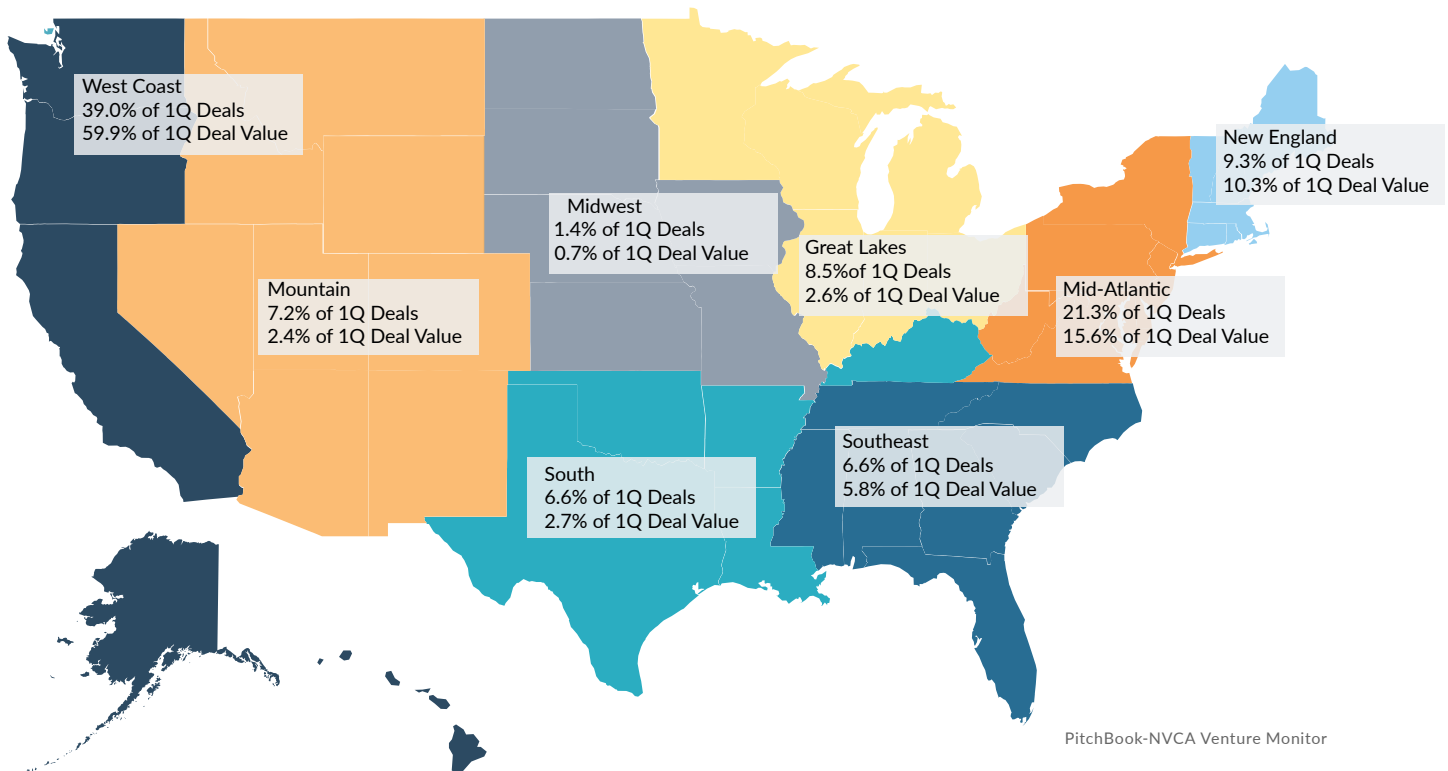 West Coast
39.0% of 1Q Deals
59.9% of 1Q Deal Value
New England
9.3% of 1Q Deals
10.3% of 1Q Deal Value
Midwest
1.4% of 1Q Deals
0.7% of 1Q Deal Value
Great Lakes
8.5%of 1Q Deals
2.6% of 1Q Deal Value
Mountain
7.2% of 1Q Deals
2.4% of 1Q Deal Value
Mid-Atlantic
21.3% of 1Q Deals
15.6% of 1Q Deal Value
Southeast
6.6% of 1Q Deals
5.8% of 1Q Deal Value
South
6.6% of 1Q Deals
2.7% of 1Q Deal Value
PitchBook-NVCA Venture Monitor